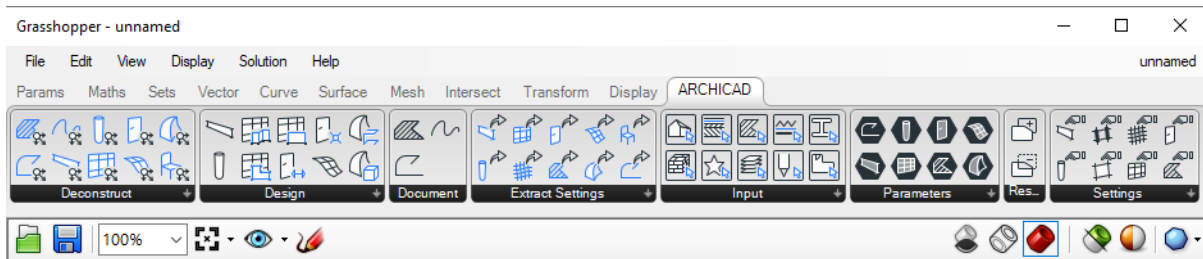 Grasshopper - unnamed
File Edit View Display Solution Help unnamed
Params Maths Sets Vector Curve Surface Mesh Intersect Transform Display ARCHICAD
Deconstruct Design Document Extract Settings Input Parameters Res... Settings
100%